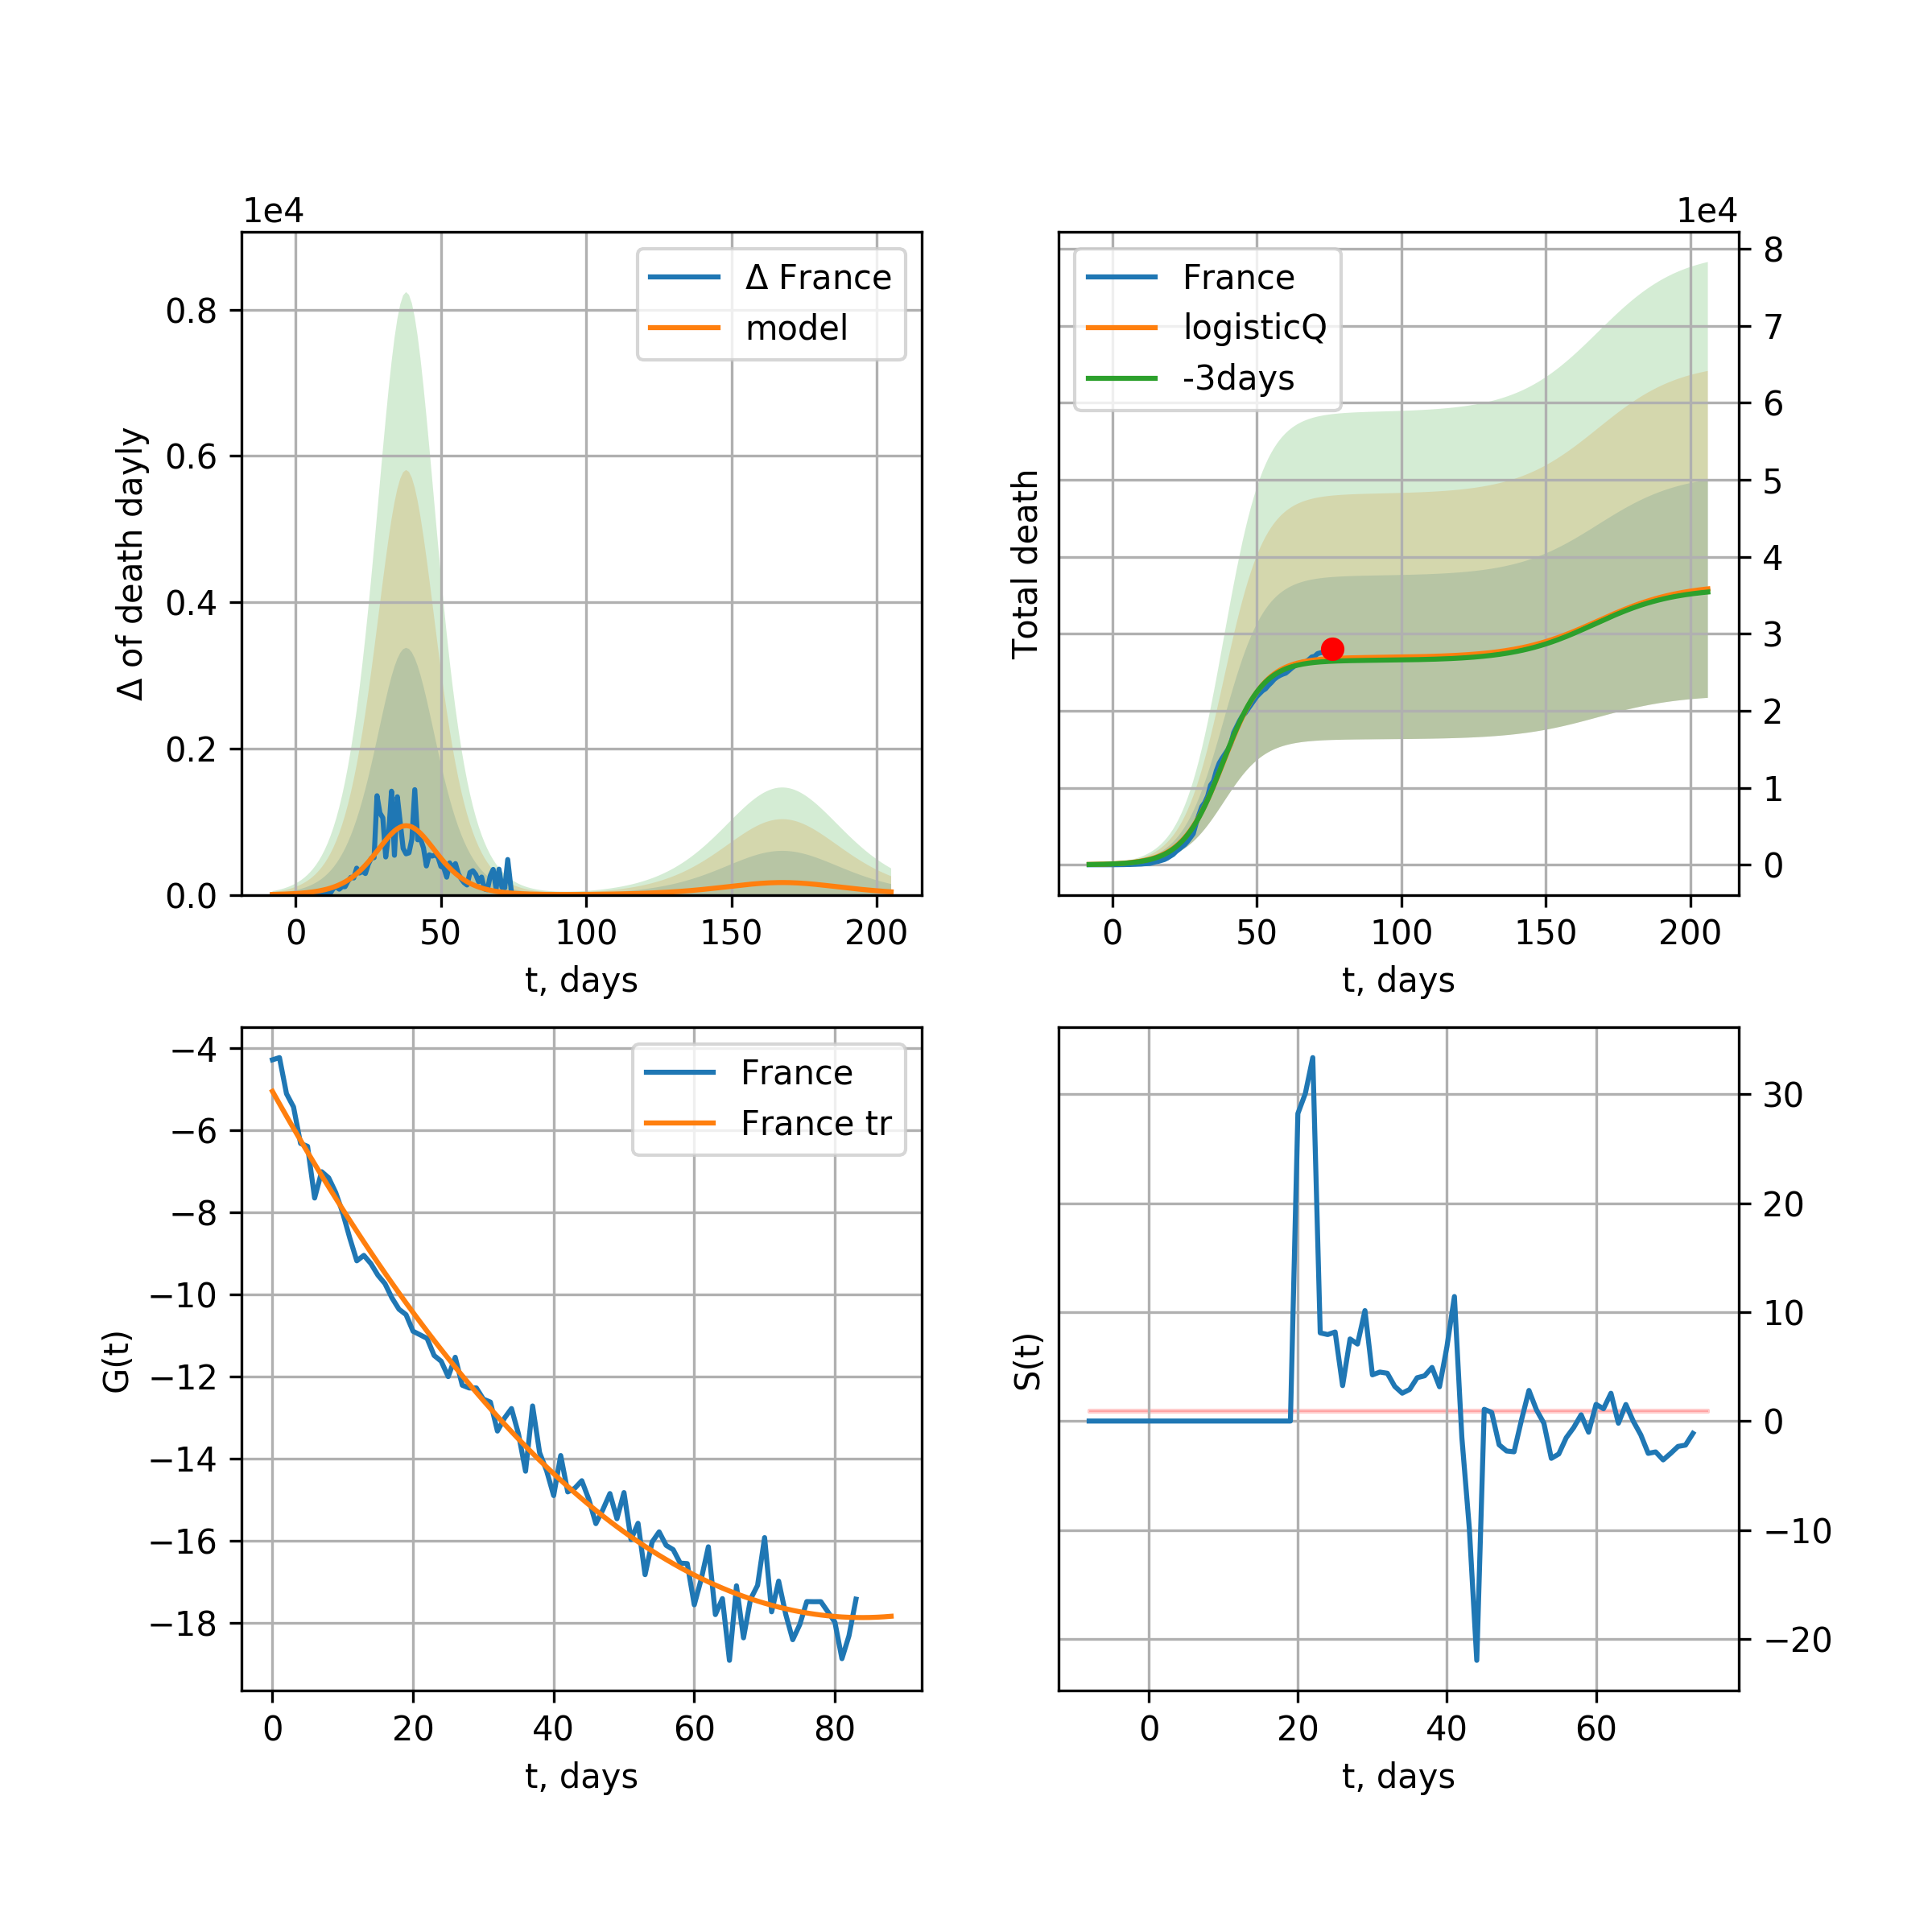 1e4
Δ France
model
Δ of death dayly
0.8
0.6
0.4
0.2
0.0
0 50 100 150 200
t, days
1e4
France
logisticQ
-3days
Total death
8
7
6
5
4
3
2
1
0
0 50 100 150 200
t, days
France
France tr
G(t)
−4
−6
−8
−10
−12
−14
−16
−18
0 20 40 60 80
t, days
S(t)
30
20
10
0
−10
−20
0 20 40 60
t, days